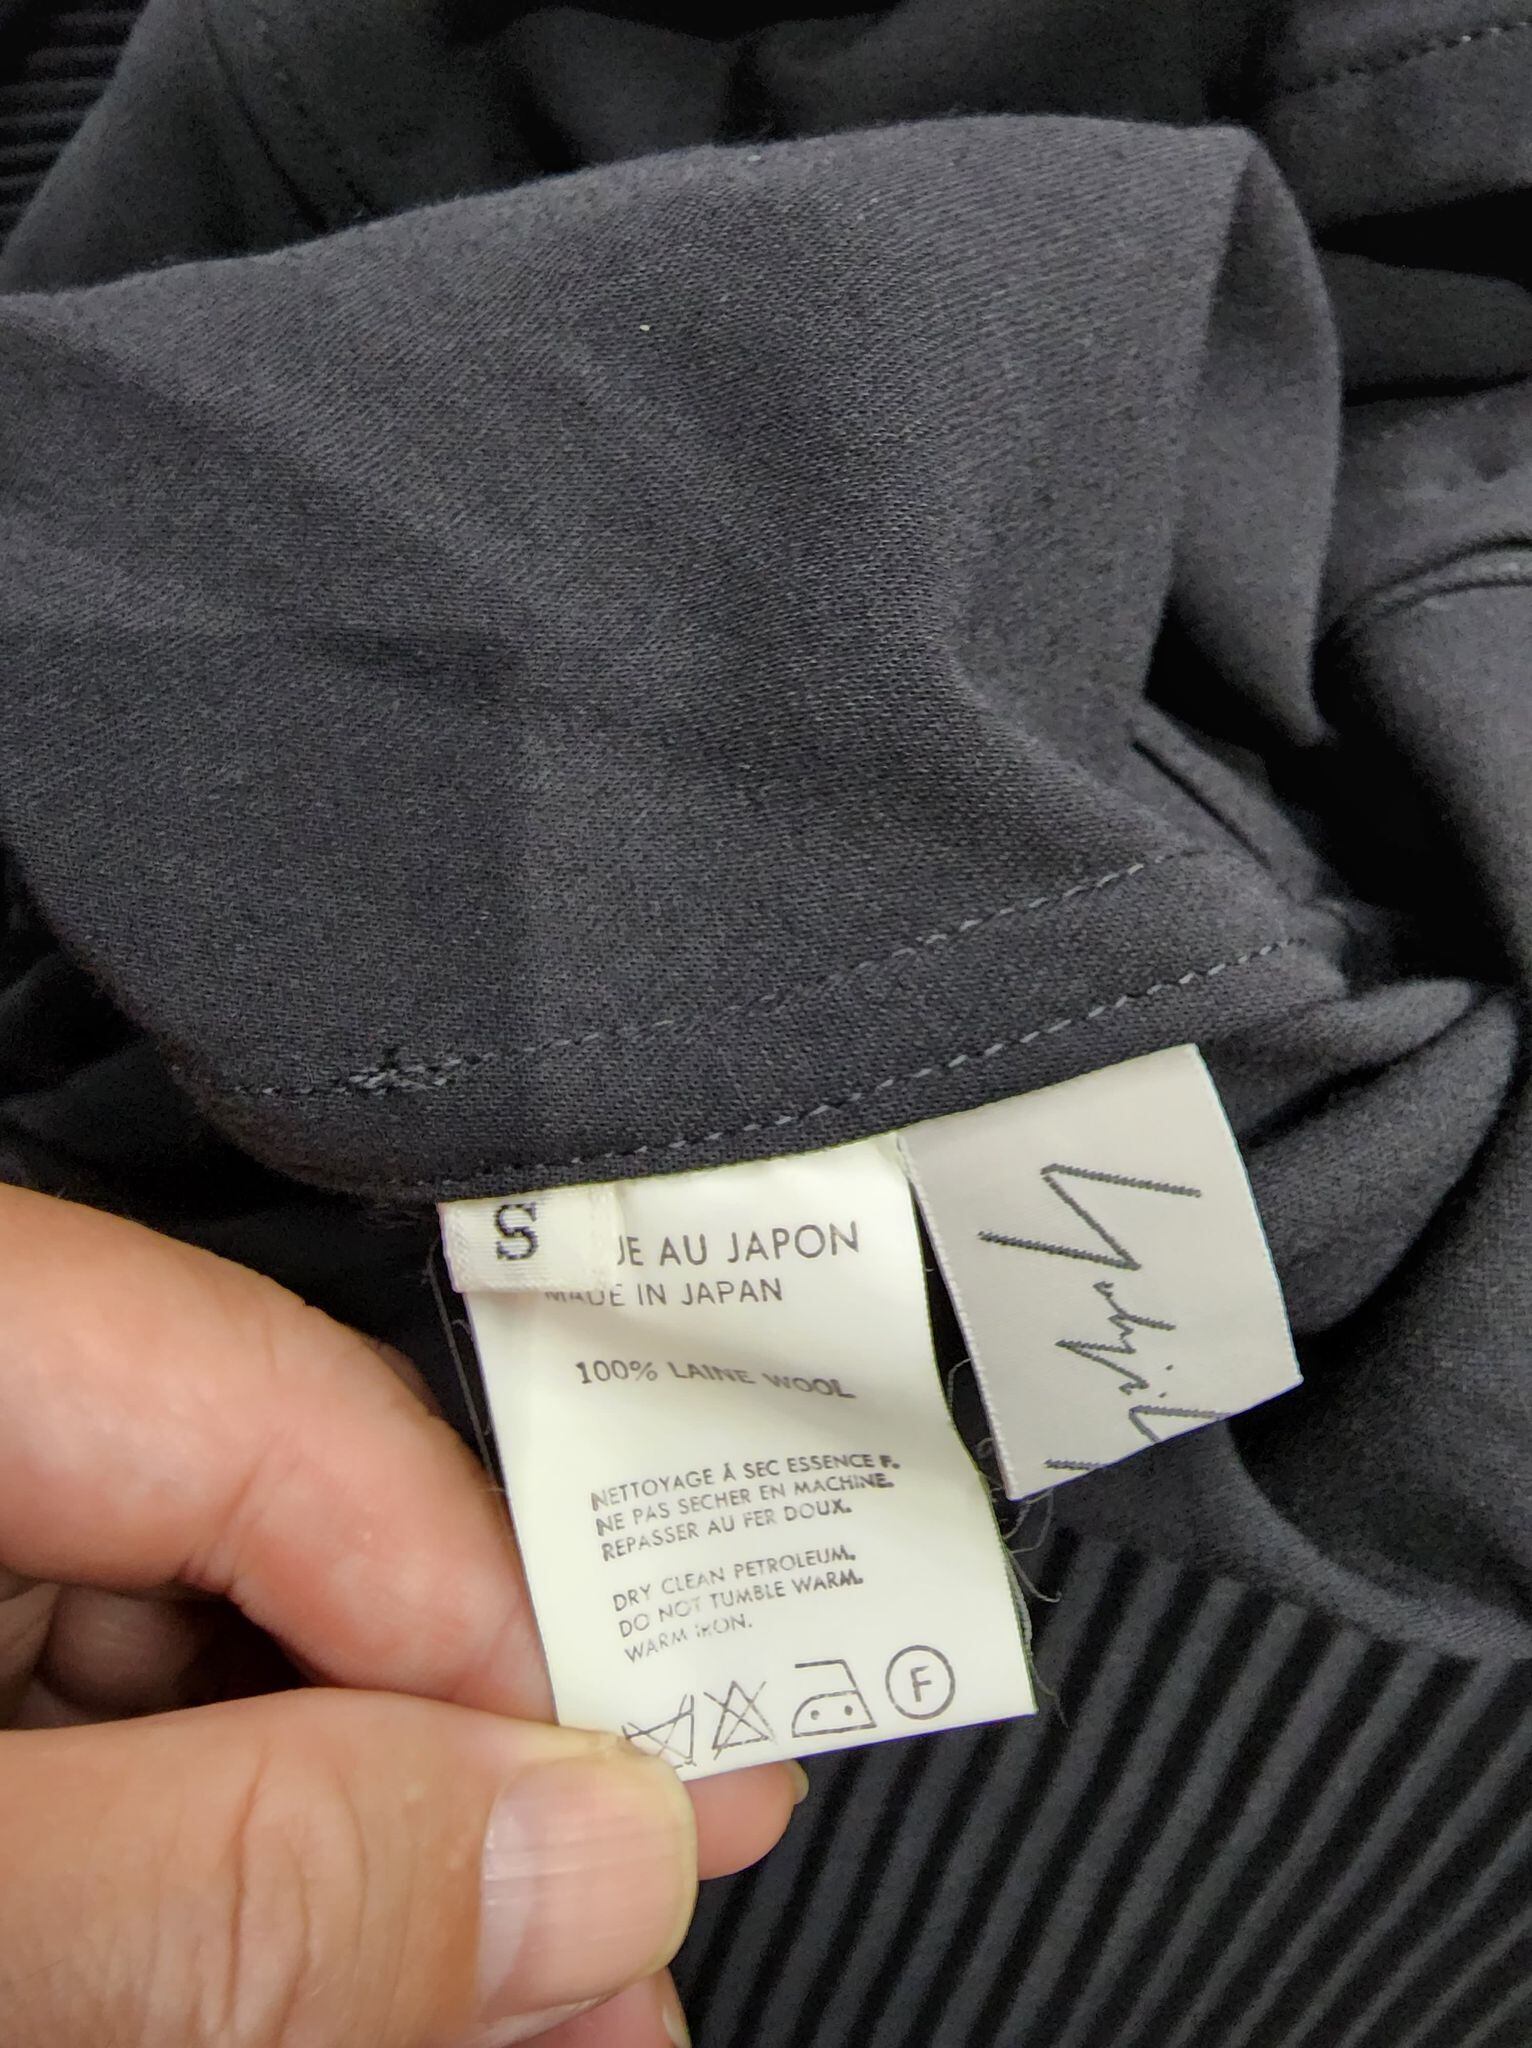 S
UE AU JAPON
MADE IN JAPAN
100% LAINE WOOL
NETTOYAGE À SEC ESSENCE F.
NE PAS SECHER EN MACHINE.
REPASSER AU FER DOUX.
DRY CLEAN PETROLEUM.
DO NOT TUMBLE WARM.
WARM IRON.
F